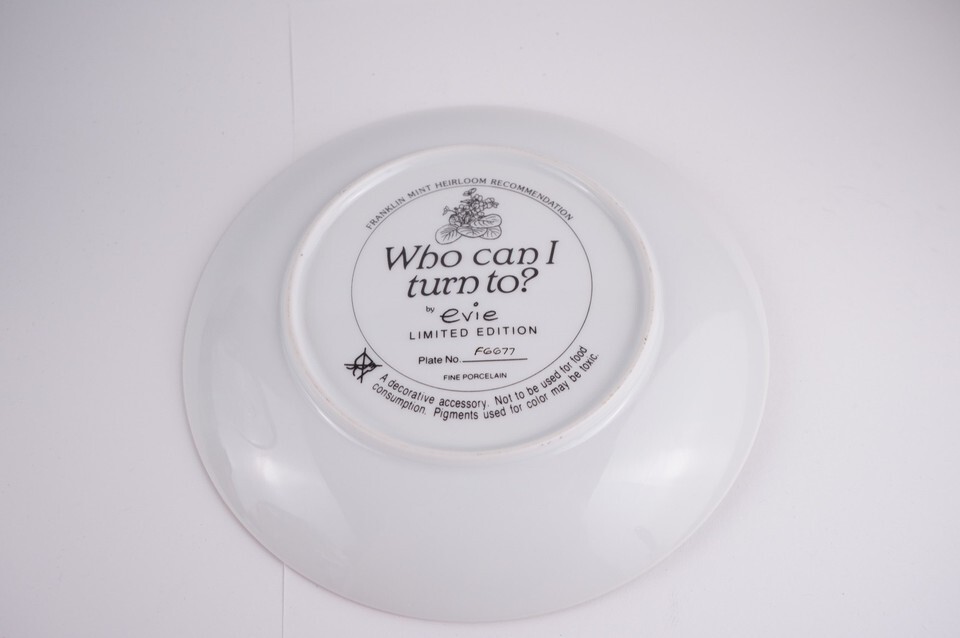 FRANKLIN MINT HEIRLOOM RECOMMENDATION
Who can I
turn to?
by evie
LIMITED EDITION
Plate No. F6677
FINE PORCELAIN
A decorative accessory. Not to be used for food
consumption. Pigments used for color may be toxic.